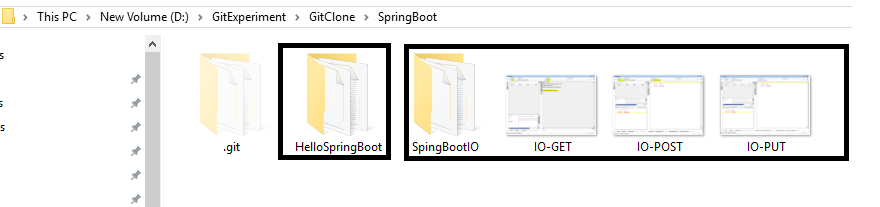 This PC > New Volume (D:) > GitExperiment > GitClone > SpringBoot
s
s
s
.git
HelloSpringBoot
SpingBootIO
IO-GET
IO-POST
IO-PUT